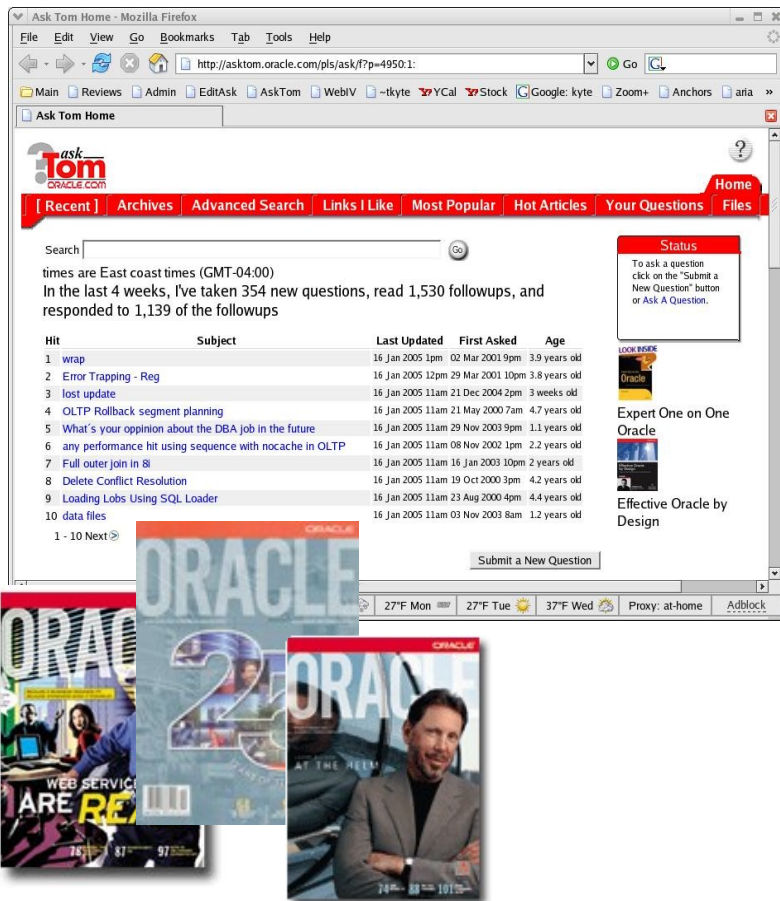 Ask Tom Home - Mozilla Firefox
File Edit View Go Bookmarks Tab Tools Help
http://asktom.oracle.com/pls/ask/f?p=4950:1: Go G
Main Reviews Admin EditAsk AskTom WebIV ~tkyte YCal YStock Google: kyte Zoom+ Anchors aria »
Ask Tom Home
? ask Tom
ORACLE.COM
?
Home
[ Recent ] Archives Advanced Search Links I Like Most Popular Hot Articles Your Questions Files
Search Go
times are East coast times (GMT-04:00)
In the last 4 weeks, I've taken 354 new questions, read 1,530 followups, and
responded to 1,139 of the followups
Status
To ask a question
click on the "Submit a
New Question" button
or Ask A Question.
Hit Subject Last Updated First Asked Age
1 wrap 16 Jan 2005 1pm 02 Mar 2001 9pm 3.9 years old
2 Error Trapping - Reg 16 Jan 2005 12pm 29 Mar 2001 10pm 3.8 years old
3 lost update 16 Jan 2005 11am 21 Dec 2004 2pm 3 weeks old
4 OLTP Rollback segment planning 16 Jan 2005 11am 21 May 2000 7am 4.7 years old
5 What´s your oppinion about the DBA job in the future 16 Jan 2005 11am 29 Nov 2003 9pm 1.1 years old
6 any performance hit using sequence with nocache in OLTP 16 Jan 2005 11am 08 Nov 2002 1pm 2.2 years old
7 Full outer join in 8i 16 Jan 2005 11am 16 Jan 2003 10pm 2 years old
8 Delete Conflict Resolution 16 Jan 2005 11am 19 Oct 2000 3pm 4.2 years old
9 Loading Lobs Using SQL Loader 16 Jan 2005 11am 23 Aug 2000 4pm 4.4 years old
10 data files 16 Jan 2005 11am 03 Nov 2003 8am 1.2 years old
1 - 10 Next
LOOK INSIDE
Oracle
Expert One on One
Oracle
Effective Oracle by
Design
Submit a New Question
27°F Mon 27°F Tue 37°F Wed Proxy: at-home Adblock
ORACLE
ORACLE
25
ORAC
WEB SERVIC
ARE RE
78 87 97
ORACLE
ORACLE
AT THE HELM
74 88 101